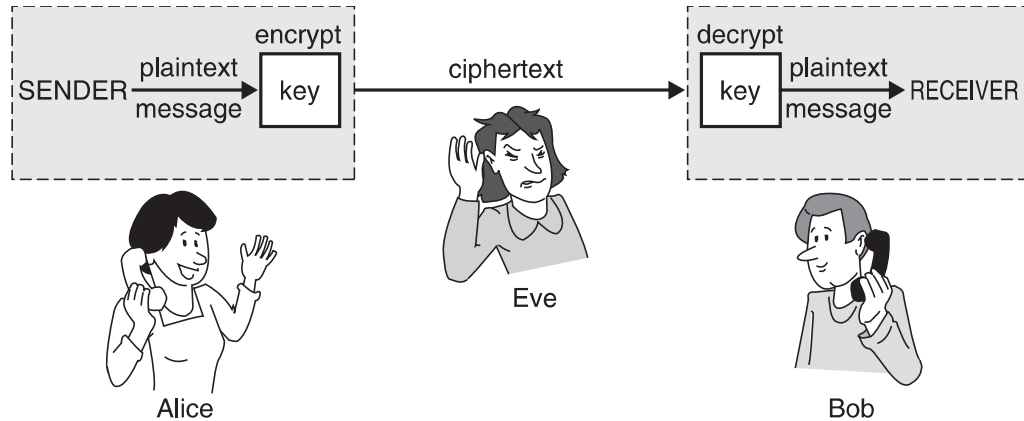 encrypt
decrypt
SENDER
plaintext
message
key
ciphertext
key
plaintext
message
RECEIVER
Eve
Alice
Bob